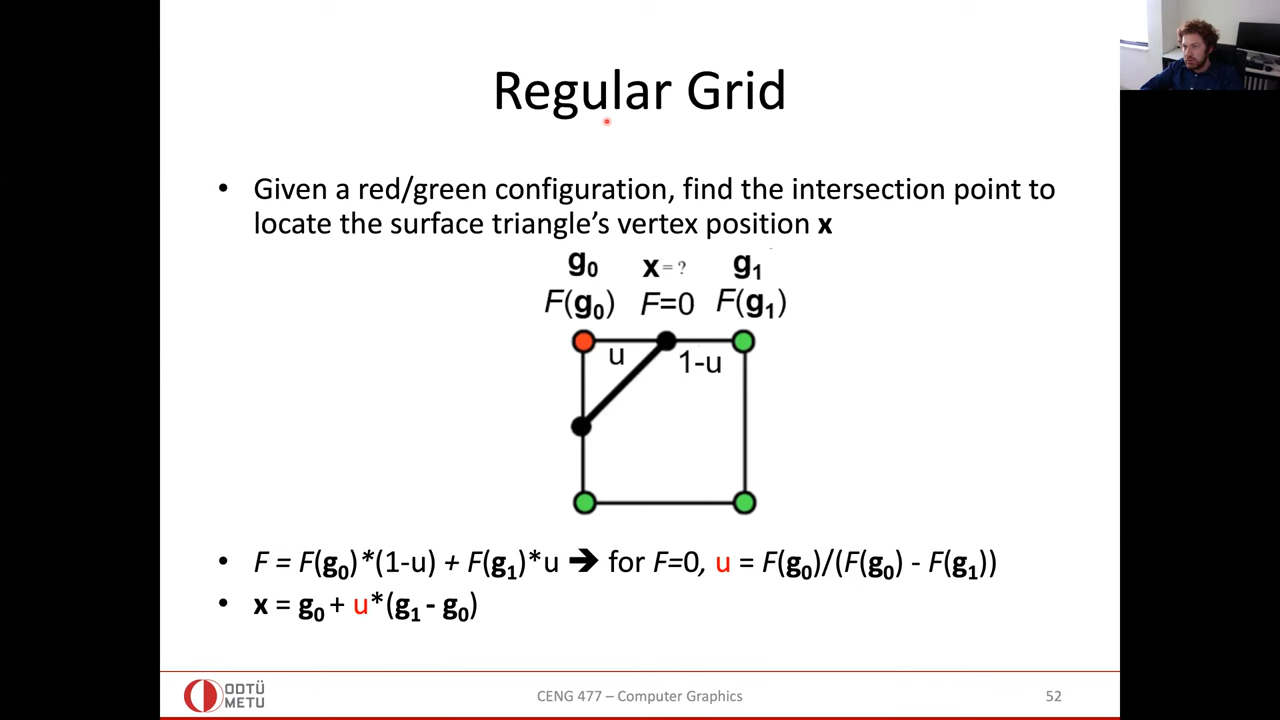 Regular Grid
• Given a red/green configuration, find the intersection point to
locate the surface triangle’s vertex position x
g₀ x = ? g₁
F(g₀) F=0 F(g₁)
u
1-u
• F = F(g₀)*(1-u) + F(g₁)*u ➔ for F=0, u = F(g₀)/(F(g₀) - F(g₁))
• x = g₀ + u*(g₁ - g₀)
ODTÜ
METU
CENG 477 – Computer Graphics
52